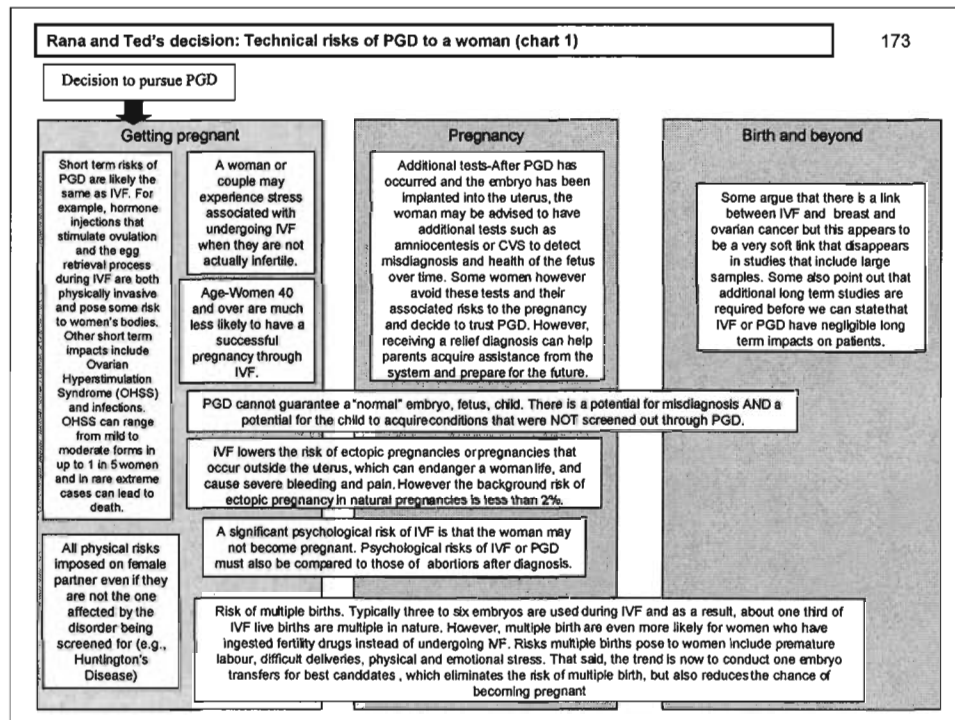 Rana and Ted's decision: Technical risks of PGD to a woman (chart 1)
173
Decision to pursue PGD
Getting pregnant
Short term risks of
PGD are likely the
same as IVF. For
example, hormone
injections that
stimulate ovulation
and the egg
retrieval process
during IVF are both
physically invasive
and pose some risk
to women's bodies.
Other short term
impacts include
Ovarian
Hyperstimulation
Syndrome (OHSS)
and infections.
OHSS can range
from mild to
moderate forms in
up to 1 in 5 women
and in rare extreme
cases can lead to
death.
All physical risks
imposed on female
partner even if they
are not the one
affected by the
disorder being
screened for (e.g.,
Huntington's
Disease)
A woman or
couple may
experience stress
associated with
undergoing IVF
when they are not
actually infertile.
Age-Women 40
and over are much
less likely to have a
successful
pregnancy through
IVF.
Pregnancy
Additional tests-After PGD has
occurred and the embryo has been
implanted into the uterus, the
woman may be advised to have
additional tests such as
amniocentesis or CVS to detect
misdiagnosis and health of the fetus
over time. Some women however
avoid these tests and their
associated risks to the pregnancy
and decide to trust PGD. However,
receiving a relief diagnosis can help
parents acquire assistance from the
system and prepare for the future.
Birth and beyond
Some argue that there is a link
between IVF and breast and
ovarian cancer but this appears to
be a very soft link that disappears
in studies that include large
samples. Some also point out that
additional long term studies are
required before we can state that
IVF or PGD have negligible long
term impacts on patients.
PGD cannot guarantee a "normal" embryo, fetus, child. There is a potential for misdiagnosis AND a
potential for the child to acquire conditions that were NOT screened out through PGD.
IVF lowers the risk of ectopic pregnancies or pregnancies that
occur outside the uterus, which can endanger a woman life, and
cause severe bleeding and pain. However the background risk of
ectopic pregnancy in natural pregnancies is less than 2%.
A significant psychological risk of IVF is that the woman may
not become pregnant. Psychological risks of IVF or PGD
must also be compared to those of abortions after diagnosis.
Risk of multiple births. Typically three to six embryos are used during IVF and as a result, about one third of
IVF live births are multiple in nature. However, multiple birth are even more likely for women who have
ingested fertility drugs instead of undergoing IVF. Risks multiple births pose to women include premature
labour, difficult deliveries, physical and emotional stress. That said, the trend is now to conduct one embryo
transfers for best candidates , which eliminates the risk of multiple birth, but also reduces the chance of
becoming pregnant